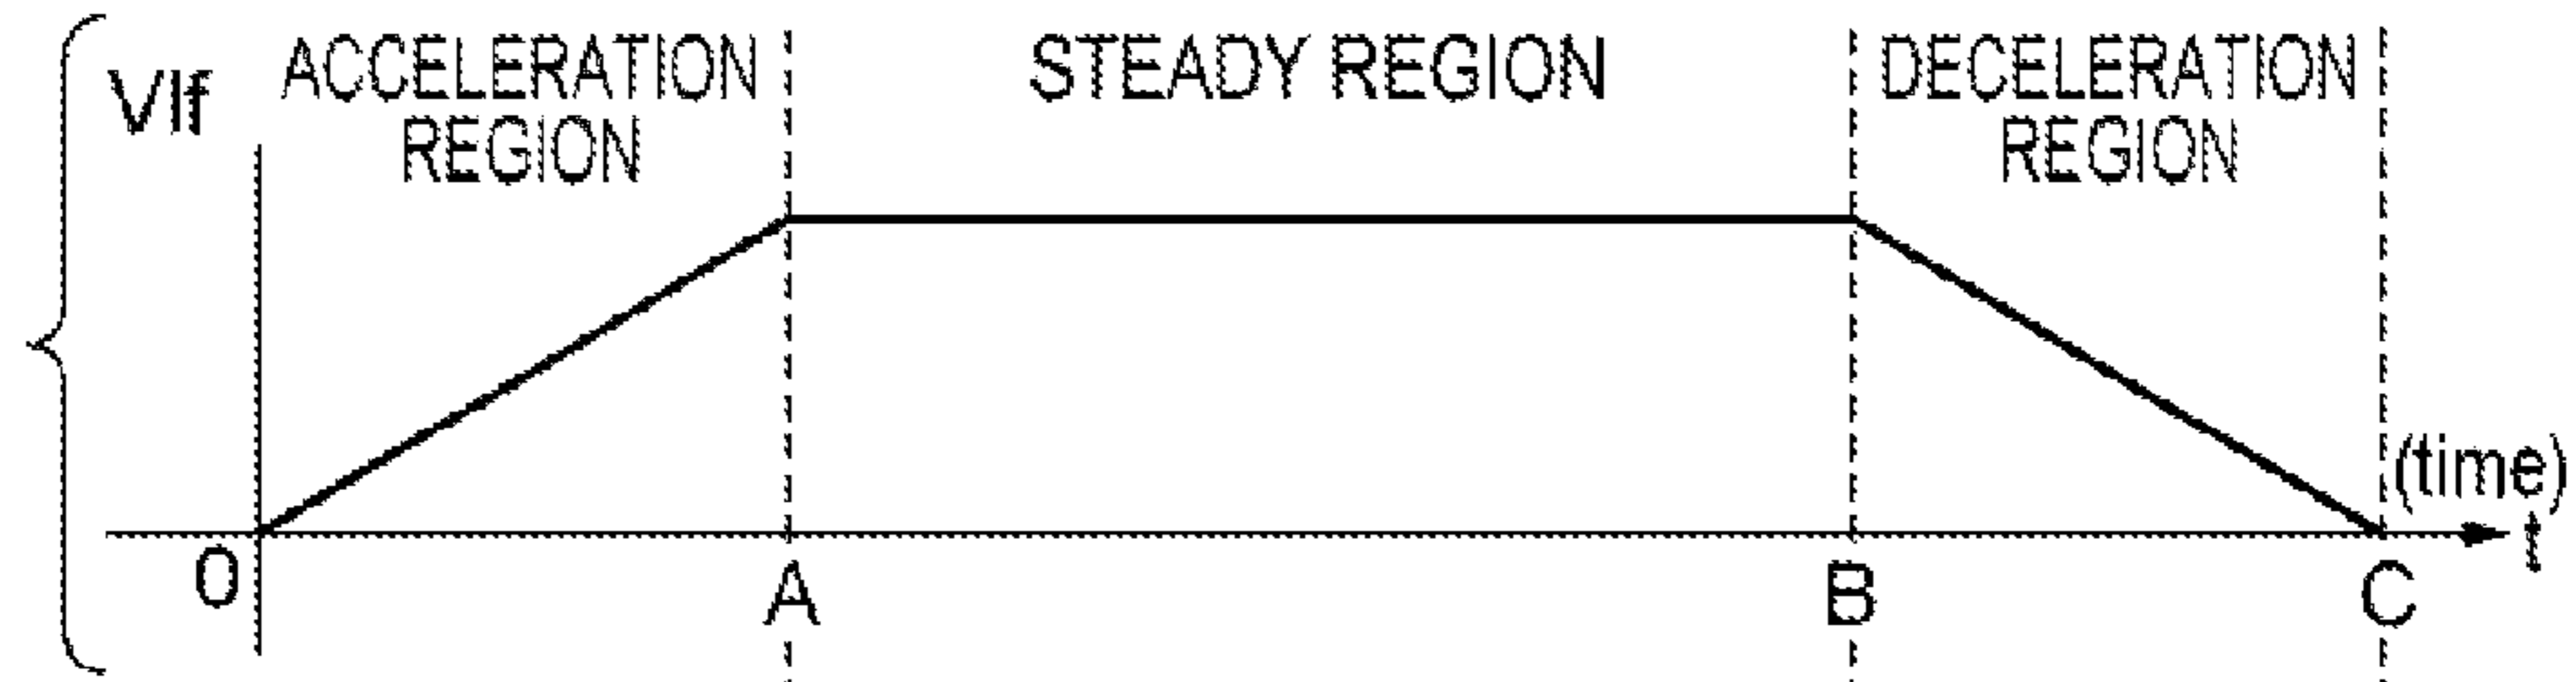 Vlf
ACCELERATION
REGION
STEADY REGION
DECELERATION
REGION
(time)
t
0
A
B
C